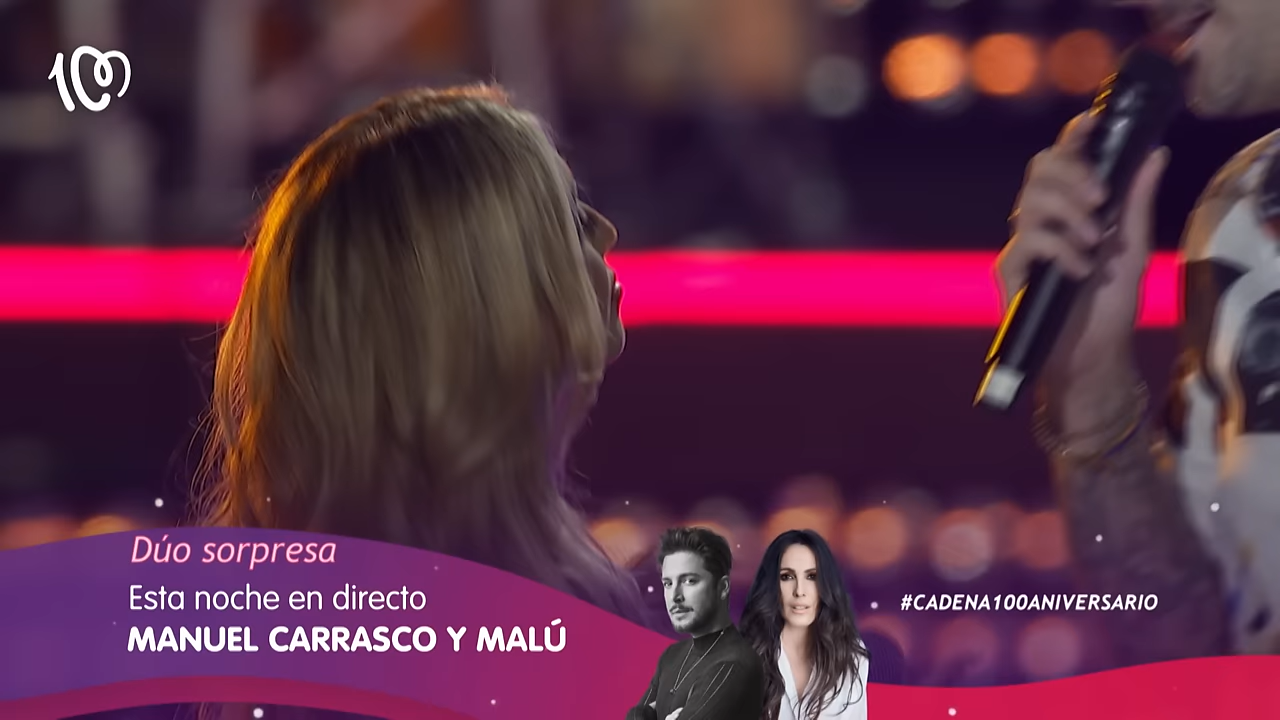 100
Dúo sorpresa
Esta noche en directo
MANUEL CARRASCO Y MALÚ
#CADENA100ANIVERSARIO